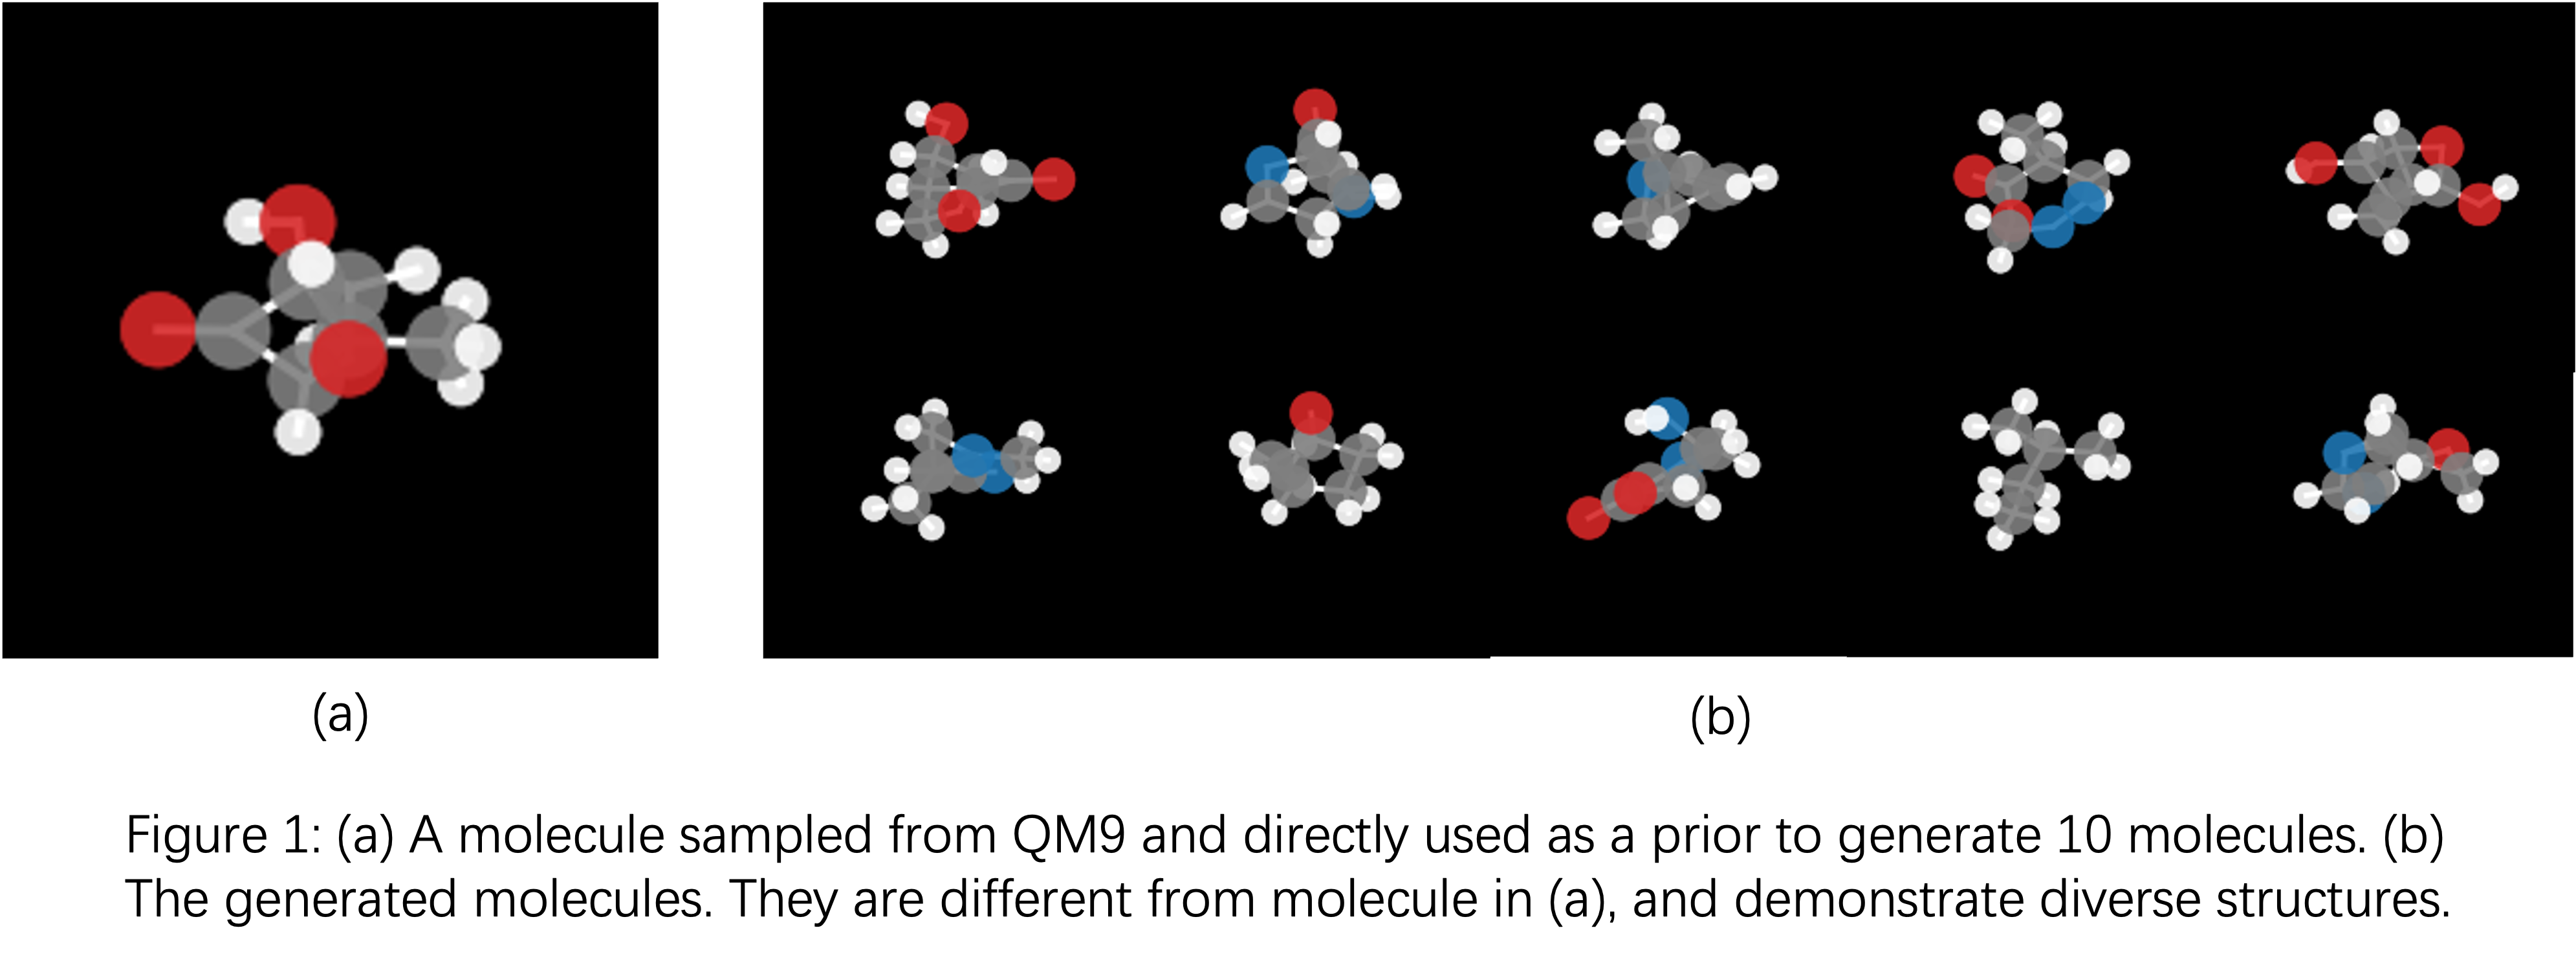 (a)
(b)
Figure 1: (a) A molecule sampled from QM9 and directly used as a prior to generate 10 molecules. (b)
The generated molecules. They are different from molecule in (a), and demonstrate diverse structures.